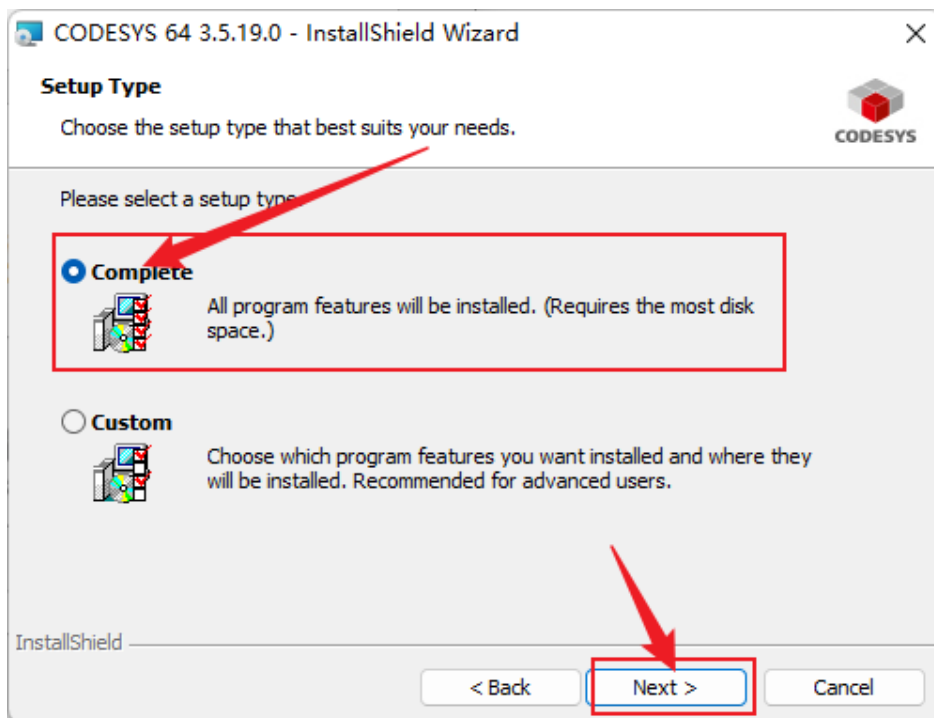 CODESYS 64 3.5.19.0 - InstallShield Wizard
Setup Type
Choose the setup type that best suits your needs.
CODESYS
Please select a setup type.
Complete
All program features will be installed. (Requires the most disk
space.)
Custom
Choose which program features you want installed and where they
will be installed. Recommended for advanced users.
InstallShield
< Back
Next >
Cancel